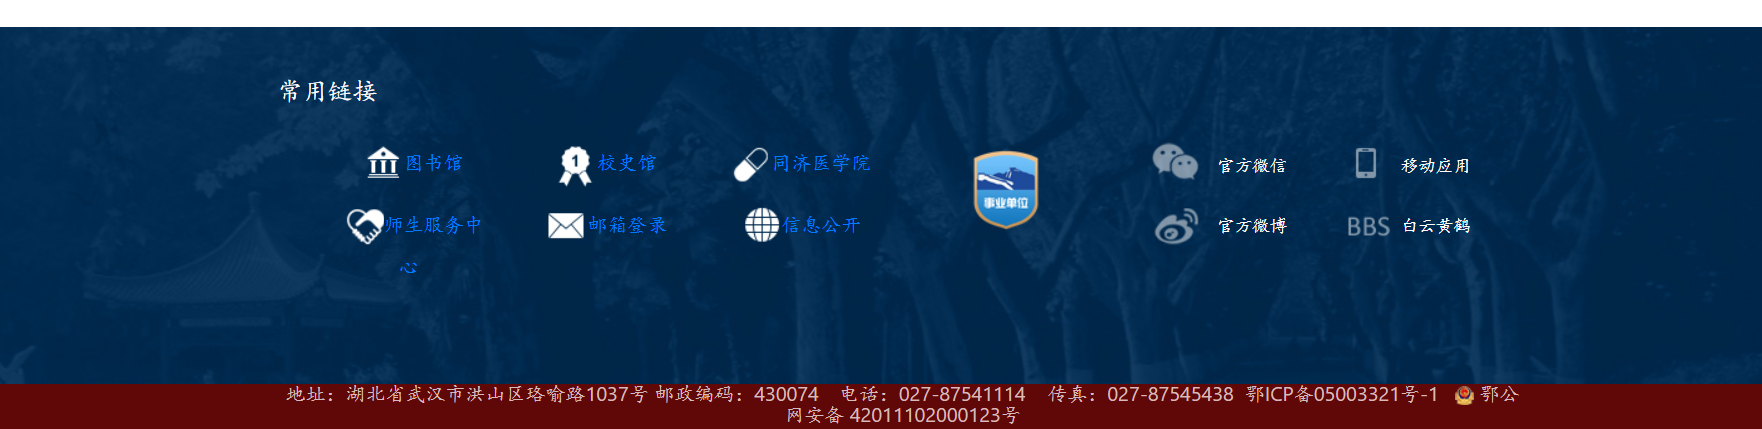 常用链接
图书馆 校史馆 同济医学院 官方微信 移动应用
事业单位
师生服务中 邮箱登录 信息公开 官方微博 BBS 白云黄鹤
心
地址：湖北省武汉市洪山区珞喻路1037号 邮政编码：430074 电话：027-87541114 传真：027-87545438 鄂ICP备05003321号-1 鄂公
网安备 42011102000123号